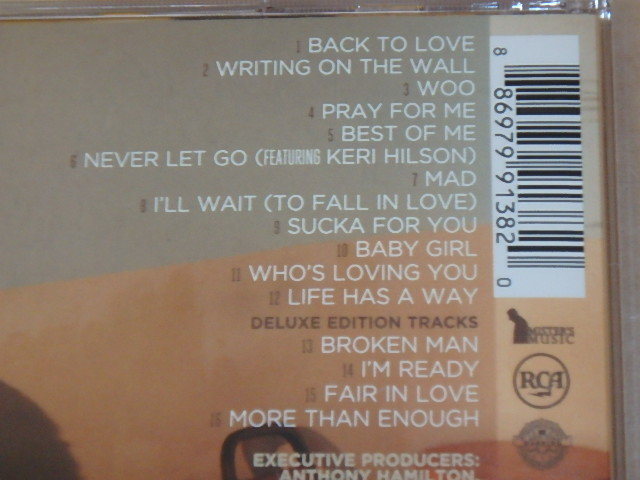 1 BACK TO LOVE
2 WRITING ON THE WALL
3 WOO
4 PRAY FOR ME
5 BEST OF ME
6 NEVER LET GO (FEATURING KERI HILSON)
7 MAD
8 I'LL WAIT (TO FALL IN LOVE)
9 SUCKA FOR YOU
10 BABY GIRL
11 WHO'S LOVING YOU
12 LIFE HAS A WAY
DELUXE EDITION TRACKS
13 BROKEN MAN
14 I'M READY
15 FAIR IN LOVE
16 MORE THAN ENOUGH
EXECUTIVE PRODUCERS:
ANTHONY HAMILTON,
8 86979 91382 0
MISTER'S
MUSIC
RCA